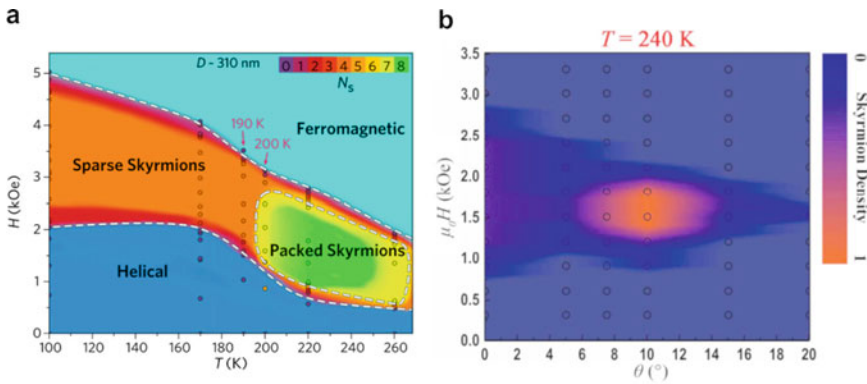 a
D - 310 nm
0 1 2 3 4 5 6 7 8
Ns
5
4
3
2
1
0
H (kOe)
190 K
200 K
Ferromagnetic
Sparse Skyrmions
Packed Skyrmions
Helical
100 120 140 160 180 200 220 240 260
T (K)
b
T = 240 K
3.5
3.0
2.5
2.0
1.5
1.0
0.5
0.0
μ₀H (kOe)
0 2 4 6 8 10 12 14 16 18 20
θ (°)
0
Skyrmion Density
1